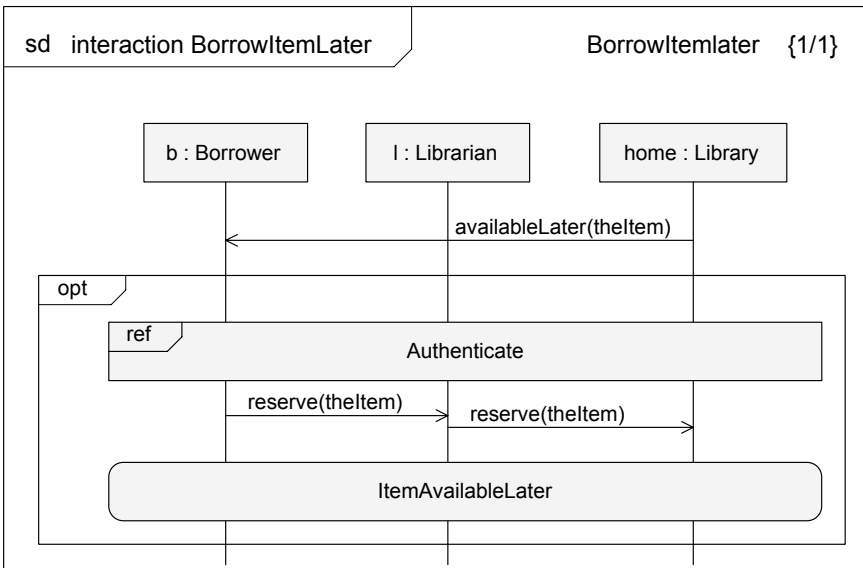 sd interaction BorrowItemLater
BorrowItemlater {1/1}
b : Borrower
l : Librarian
home : Library
availableLater(theItem)
opt
ref
Authenticate
reserve(theItem)
reserve(theItem)
ItemAvailableLater